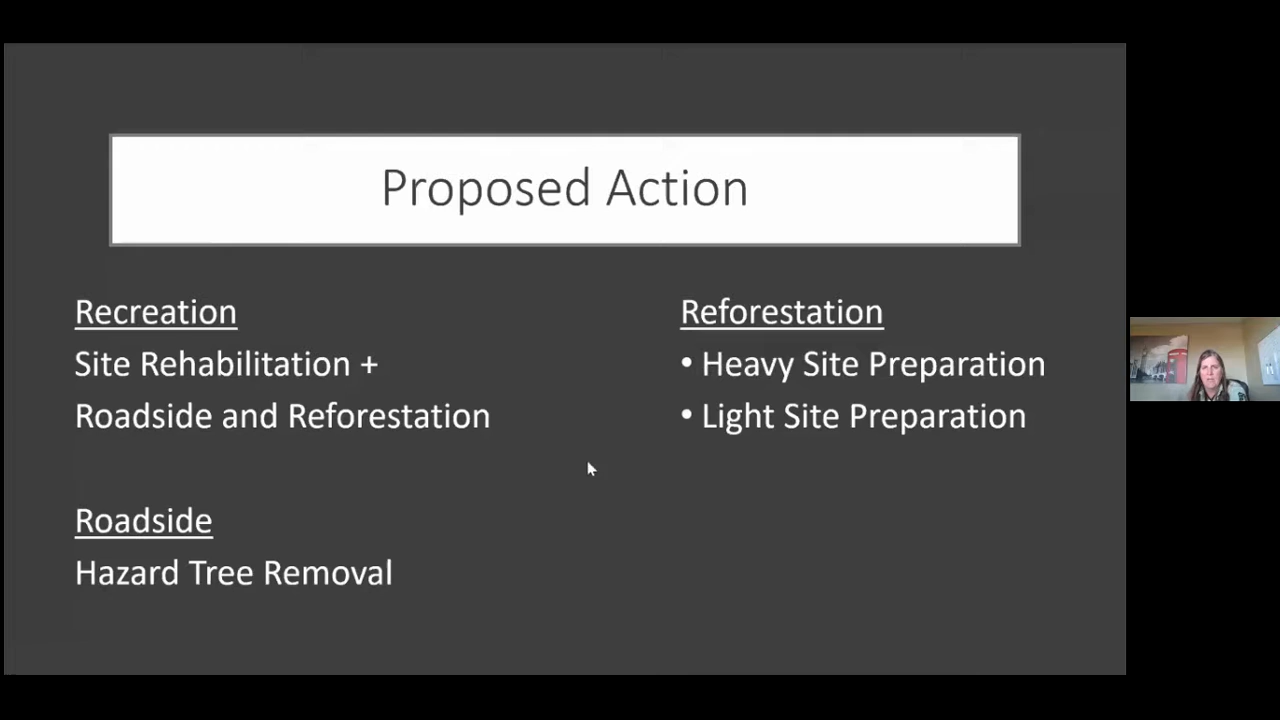 Proposed Action
Recreation
Site Rehabilitation +
Roadside and Reforestation
Roadside
Hazard Tree Removal
Reforestation
• Heavy Site Preparation
• Light Site Preparation